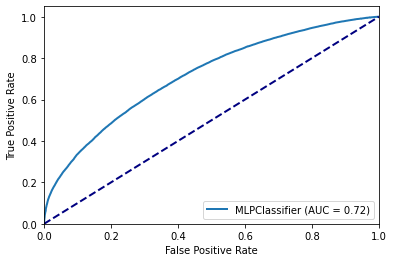 1.0
0.8
0.6
0.4
0.2
0.0
True Positive Rate
MLPClassifier (AUC = 0.72)
0.0 0.2 0.4 0.6 0.8 1.0
False Positive Rate